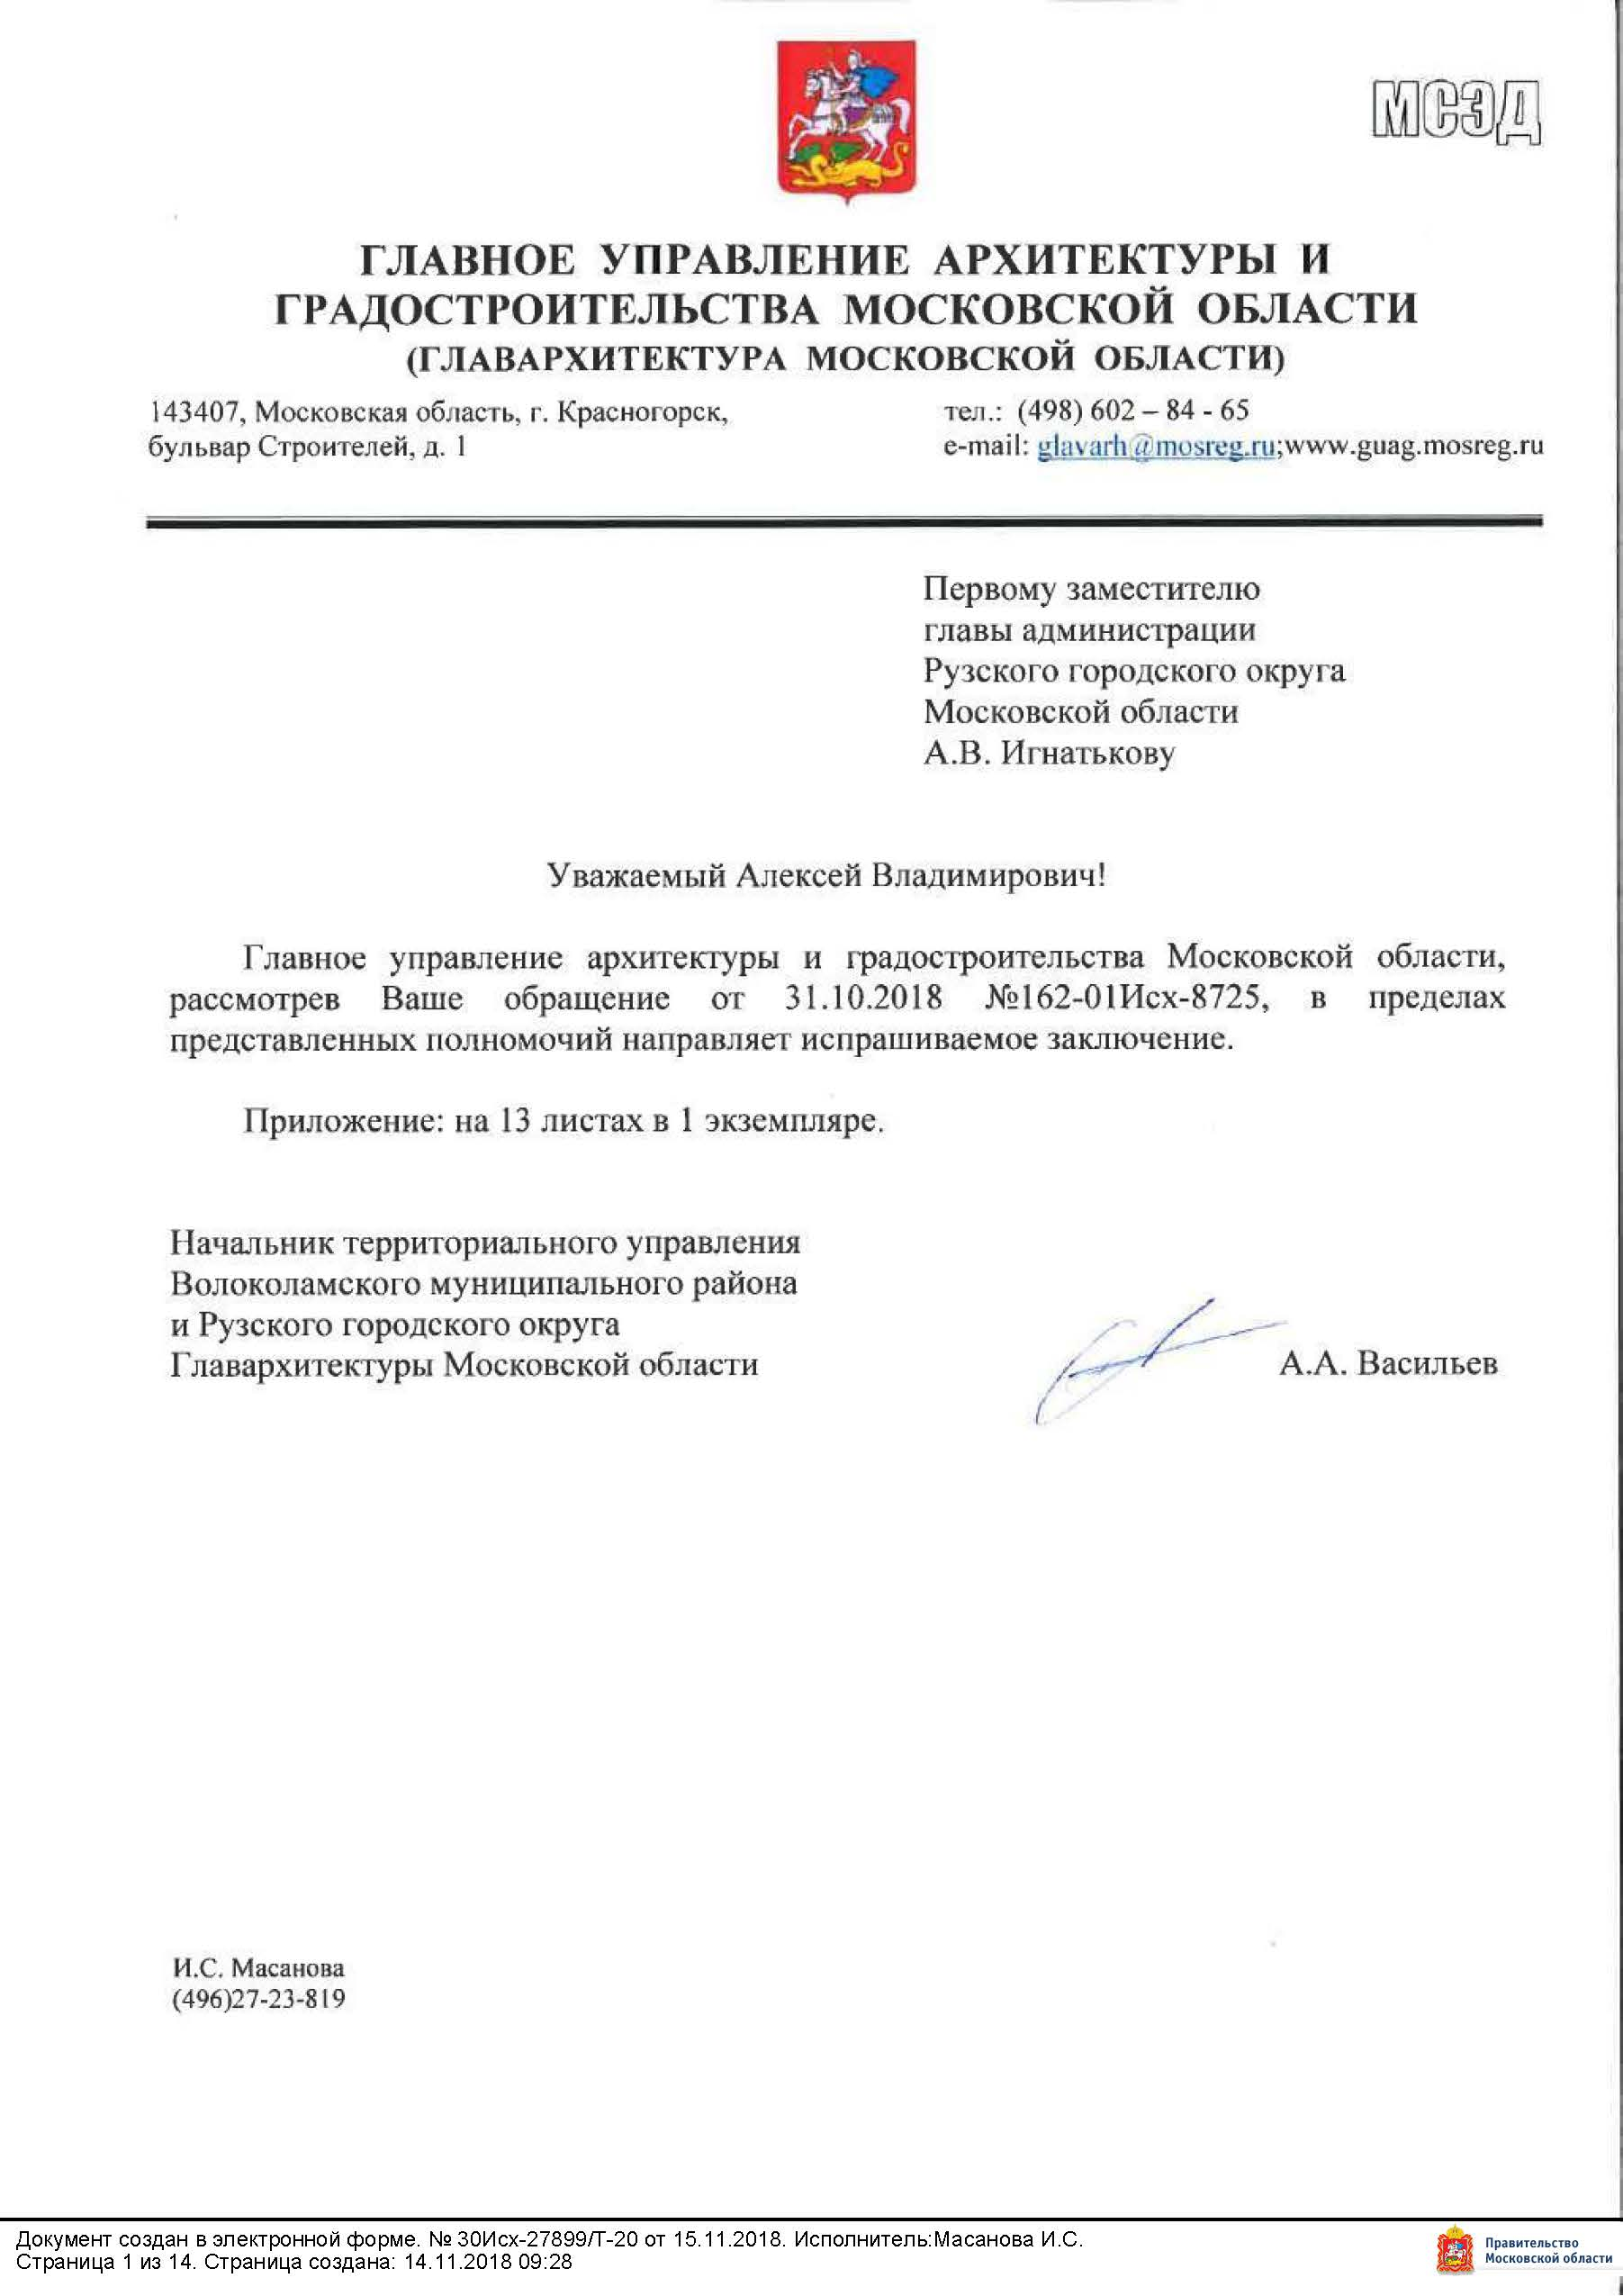 МСЭД
ГЛАВНОЕ УПРАВЛЕНИЕ АРХИТЕКТУРЫ И
ГРАДОСТРОИТЕЛЬСТВА МОСКОВСКОЙ ОБЛАСТИ
(ГЛАВАРХИТЕКТУРА МОСКОВСКОЙ ОБЛАСТИ)
143407, Московская область, г. Красногорск,
бульвар Строителей, д. 1
тел.: (498) 602 – 84 - 65
e-mail: glavarh@mosreg.ru;www.guag.mosreg.ru
Первому заместителю
главы администрации
Рузского городского округа
Московской области
А.В. Игнатькову
Уважаемый Алексей Владимирович!
Главное управление архитектуры и градостроительства Московской области,
рассмотрев Ваше обращение от 31.10.2018 №162-01Исх-8725, в пределах
представленных полномочий направляет испрашиваемое заключение.
Приложение: на 13 листах в 1 экземпляре.
Начальник территориального управления
Волоколамского муниципального района
и Рузского городского округа
Главархитектуры Московской области
А.А. Васильев
И.С. Масанова
(496)27-23-819
Документ создан в электронной форме. № 30Исх-27899/Т-20 от 15.11.2018. Исполнитель:Масанова И.С.
Страница 1 из 14. Страница создана: 14.11.2018 09:28
Правительство
Московской области